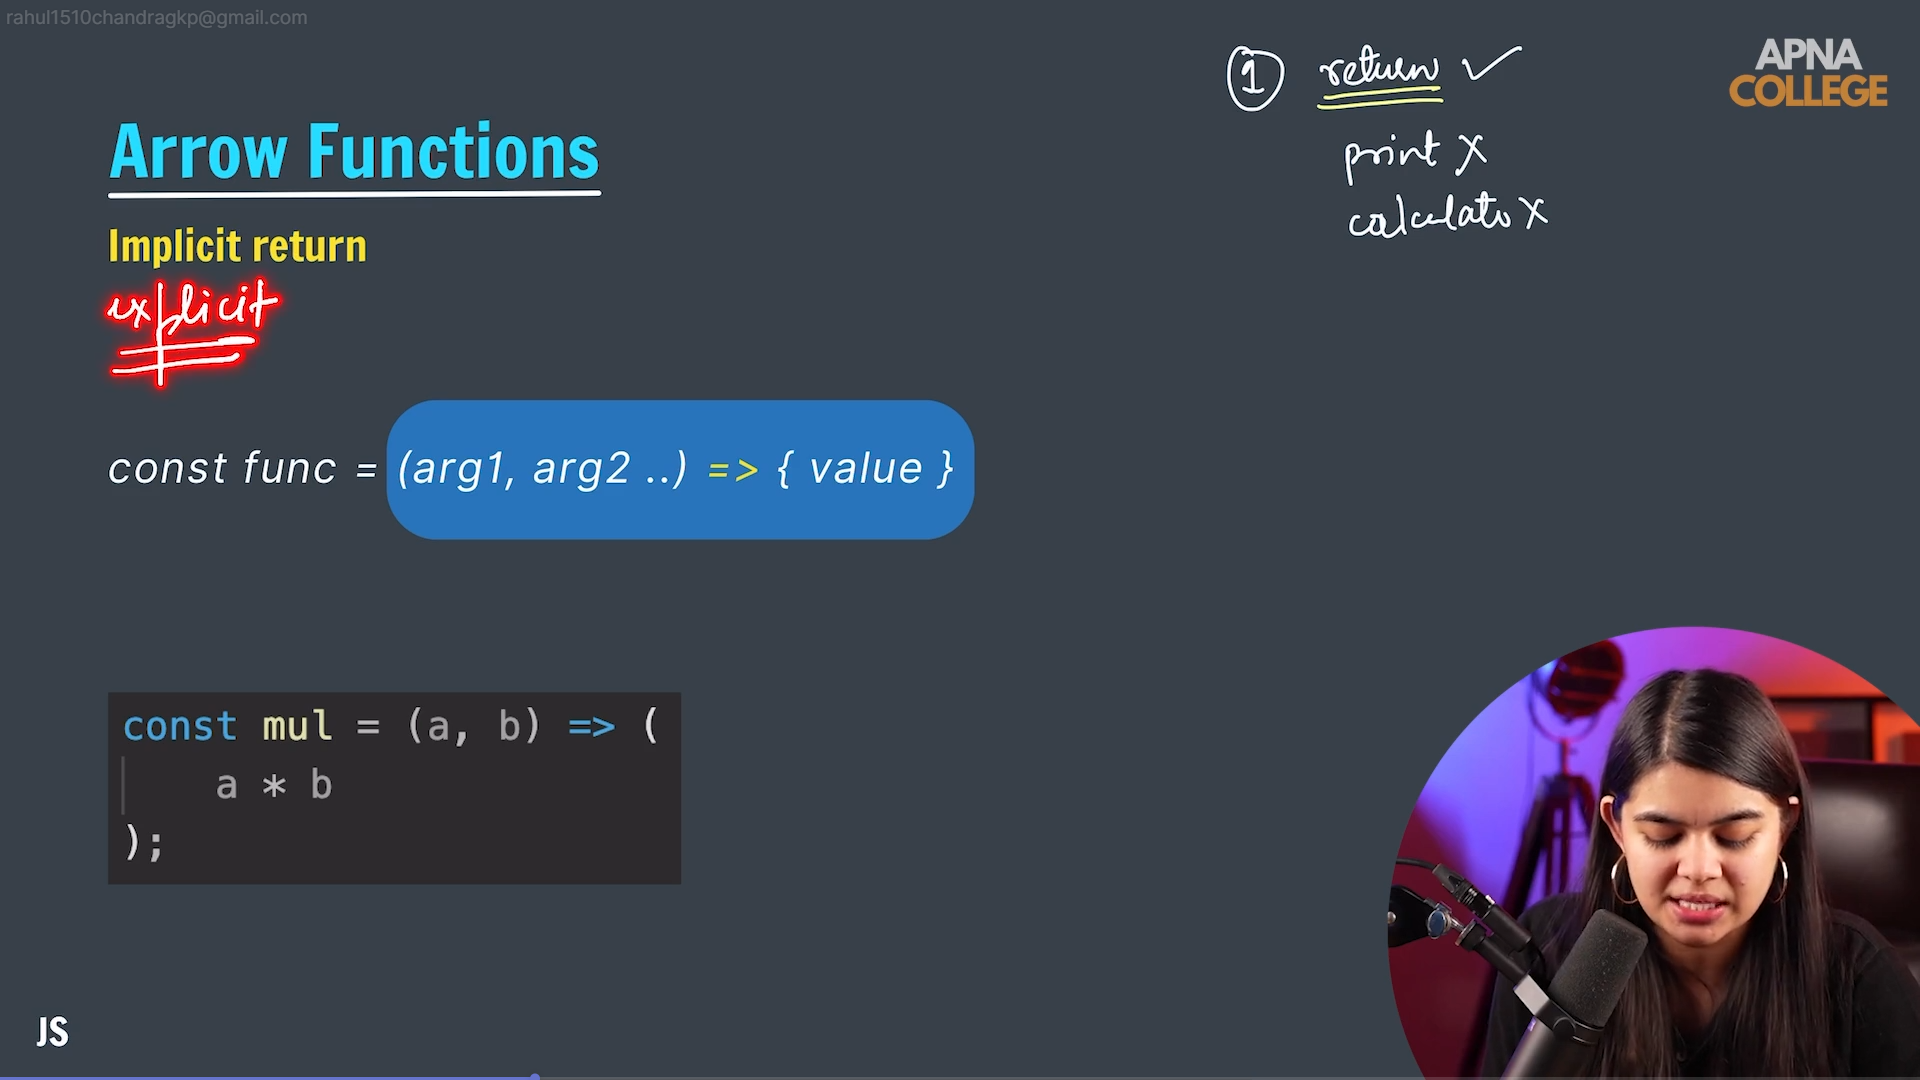 rahul1510chandragkp@gmail.com
APNA
COLLEGE
① return ✓
print X
calculate X
Arrow Functions
Implicit return
explicit
const func = (arg1, arg2 ..) => { value }
const mul = (a, b) => (
a * b
);
JS